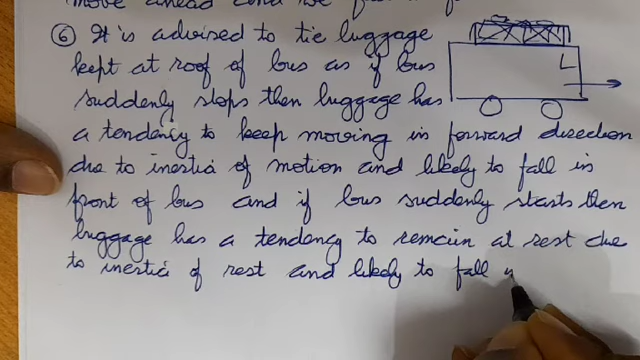 move ahead and we
⑥ It is advised to tie luggage
kept at roof of bus as if bus
suddenly stops then luggage has
a tendency to keep moving in forward direction
due to inertia of motion and likely to fall in
front of bus and if bus suddenly starts then
luggage has a tendency to remain at rest due
to inertia of rest and likely to fall